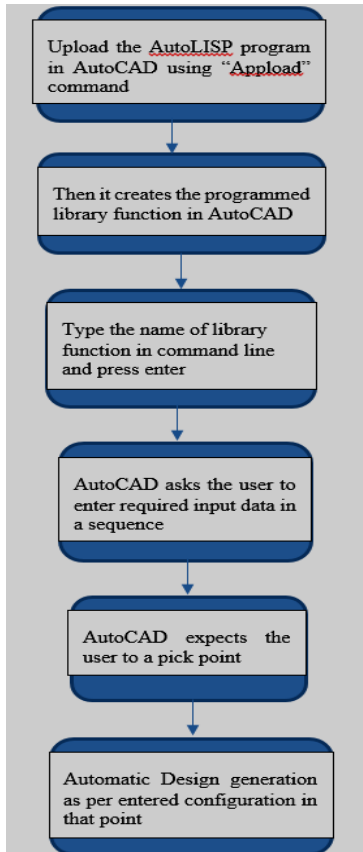 Upload the AutoLISP program
in AutoCAD using “Appload”
command
Then it creates the programmed
library function in AutoCAD
Type the name of library
function in command line
and press enter
AutoCAD asks the user to
enter required input data in
a sequence
AutoCAD expects the
user to a pick point
Automatic Design generation
as per entered configuration in
that point